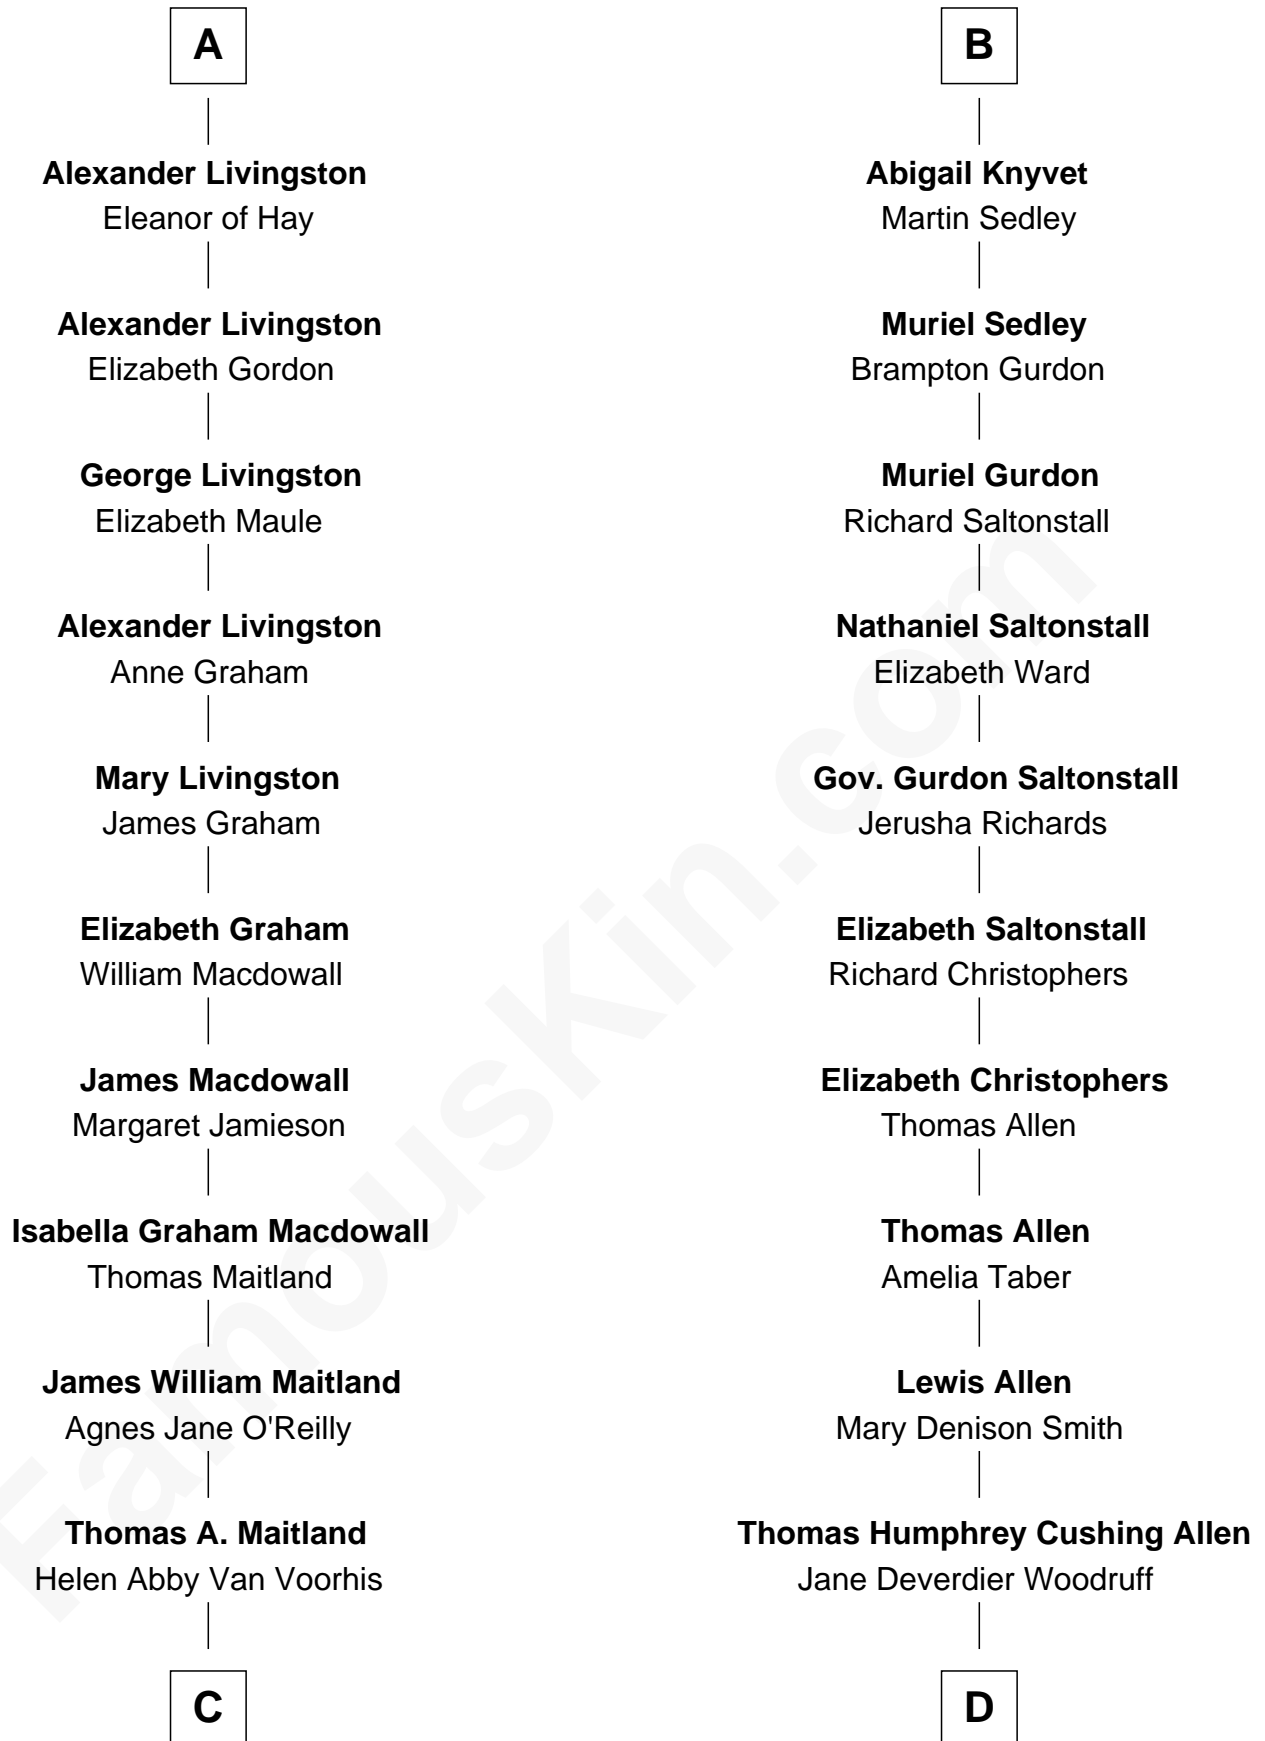 A
Alexander Livingston
Eleanor of Hay
Alexander Livingston
Elizabeth Gordon
George Livingston
Elizabeth Maule
Alexander Livingston
Anne Graham
Mary Livingston
James Graham
Elizabeth Graham
William Macdowall
James Macdowall
Margaret Jamieson
Isabella Graham Macdowall
Thomas Maitland
James William Maitland
Agnes Jane O'Reilly
Thomas A. Maitland
Helen Abby Van Voorhis
C
B
Abigail Knyvet
Martin Sedley
Muriel Sedley
Brampton Gurdon
Muriel Gurdon
Richard Saltonstall
Nathaniel Saltonstall
Elizabeth Ward
Gov. Gurdon Saltonstall
Jerusha Richards
Elizabeth Saltonstall
Richard Christophers
Elizabeth Christophers
Thomas Allen
Thomas Allen
Amelia Taber
Lewis Allen
Mary Denison Smith
Thomas Humphrey Cushing Allen
Jane Deverdier Woodruff
D
FamousKin.com